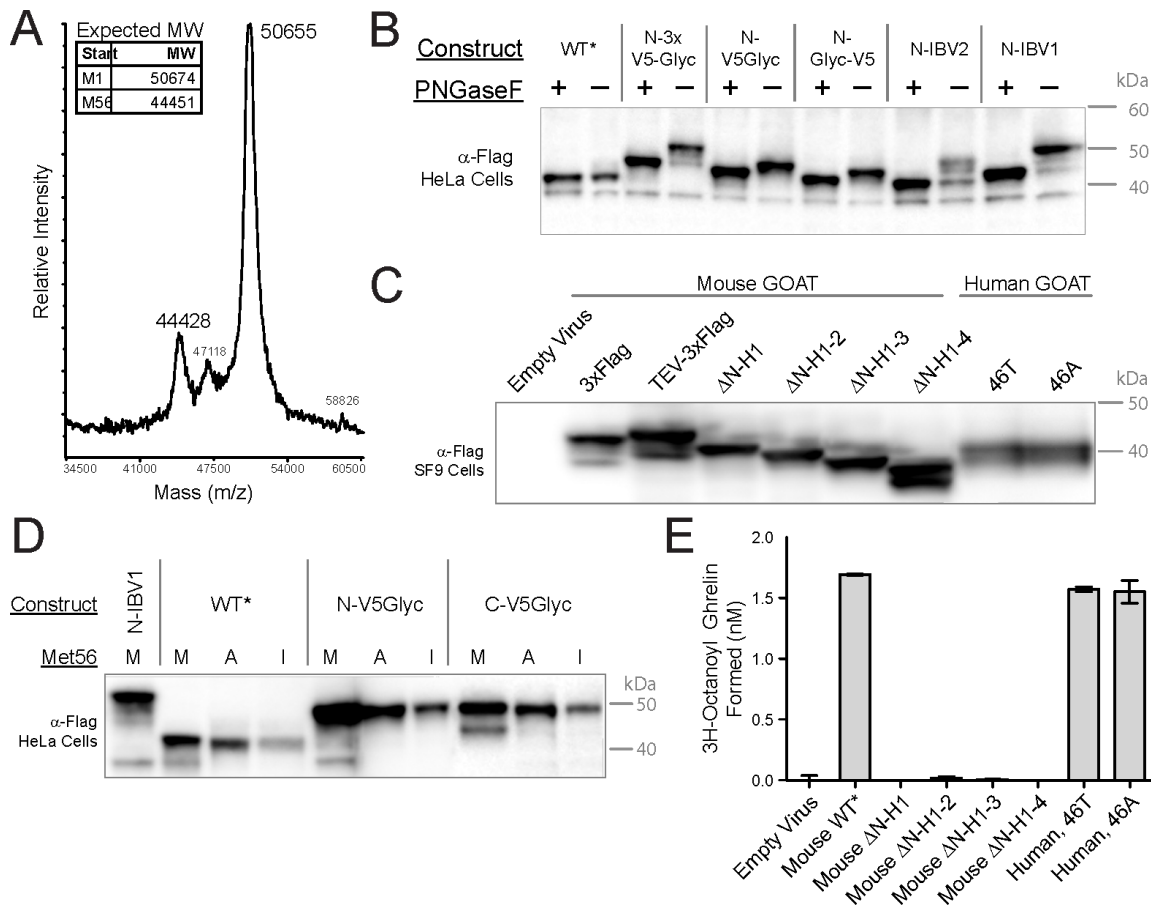 A
Expected MW
Start MW
M1 50674
M56 44451
50655
44428
47118
58826
Relative Intensity
34500 41000 47500 54000 60500
Mass (m/z)
B
Construct
WT*
N-3x
V5-Glyc
N-
V5Glyc
N-
Glyc-V5
N-IBV2
N-IBV1
PNGaseF
+ − + − + − + − + − + −
kDa
60
50
40
α-Flag
HeLa Cells
C
Mouse GOAT
Human GOAT
Empty Virus
3xFlag
TEV-3xFlag
ΔN-H1
ΔN-H1-2
ΔN-H1-3
ΔN-H1-4
46T
46A
kDa
50
40
α-Flag
SF9 Cells
D
Construct
N-IBV1
WT*
N-V5Glyc
C-V5Glyc
Met56
M M A I M A I M A I
kDa
50
40
α-Flag
HeLa Cells
E
3H-Octanoyl Ghrelin
Formed (nM)
2.0
1.5
1.0
0.5
0.0
Empty Virus
Mouse WT*
Mouse ΔN-H1
Mouse ΔN-H1-2
Mouse ΔN-H1-3
Mouse ΔN-H1-4
Human, 46T
Human, 46A